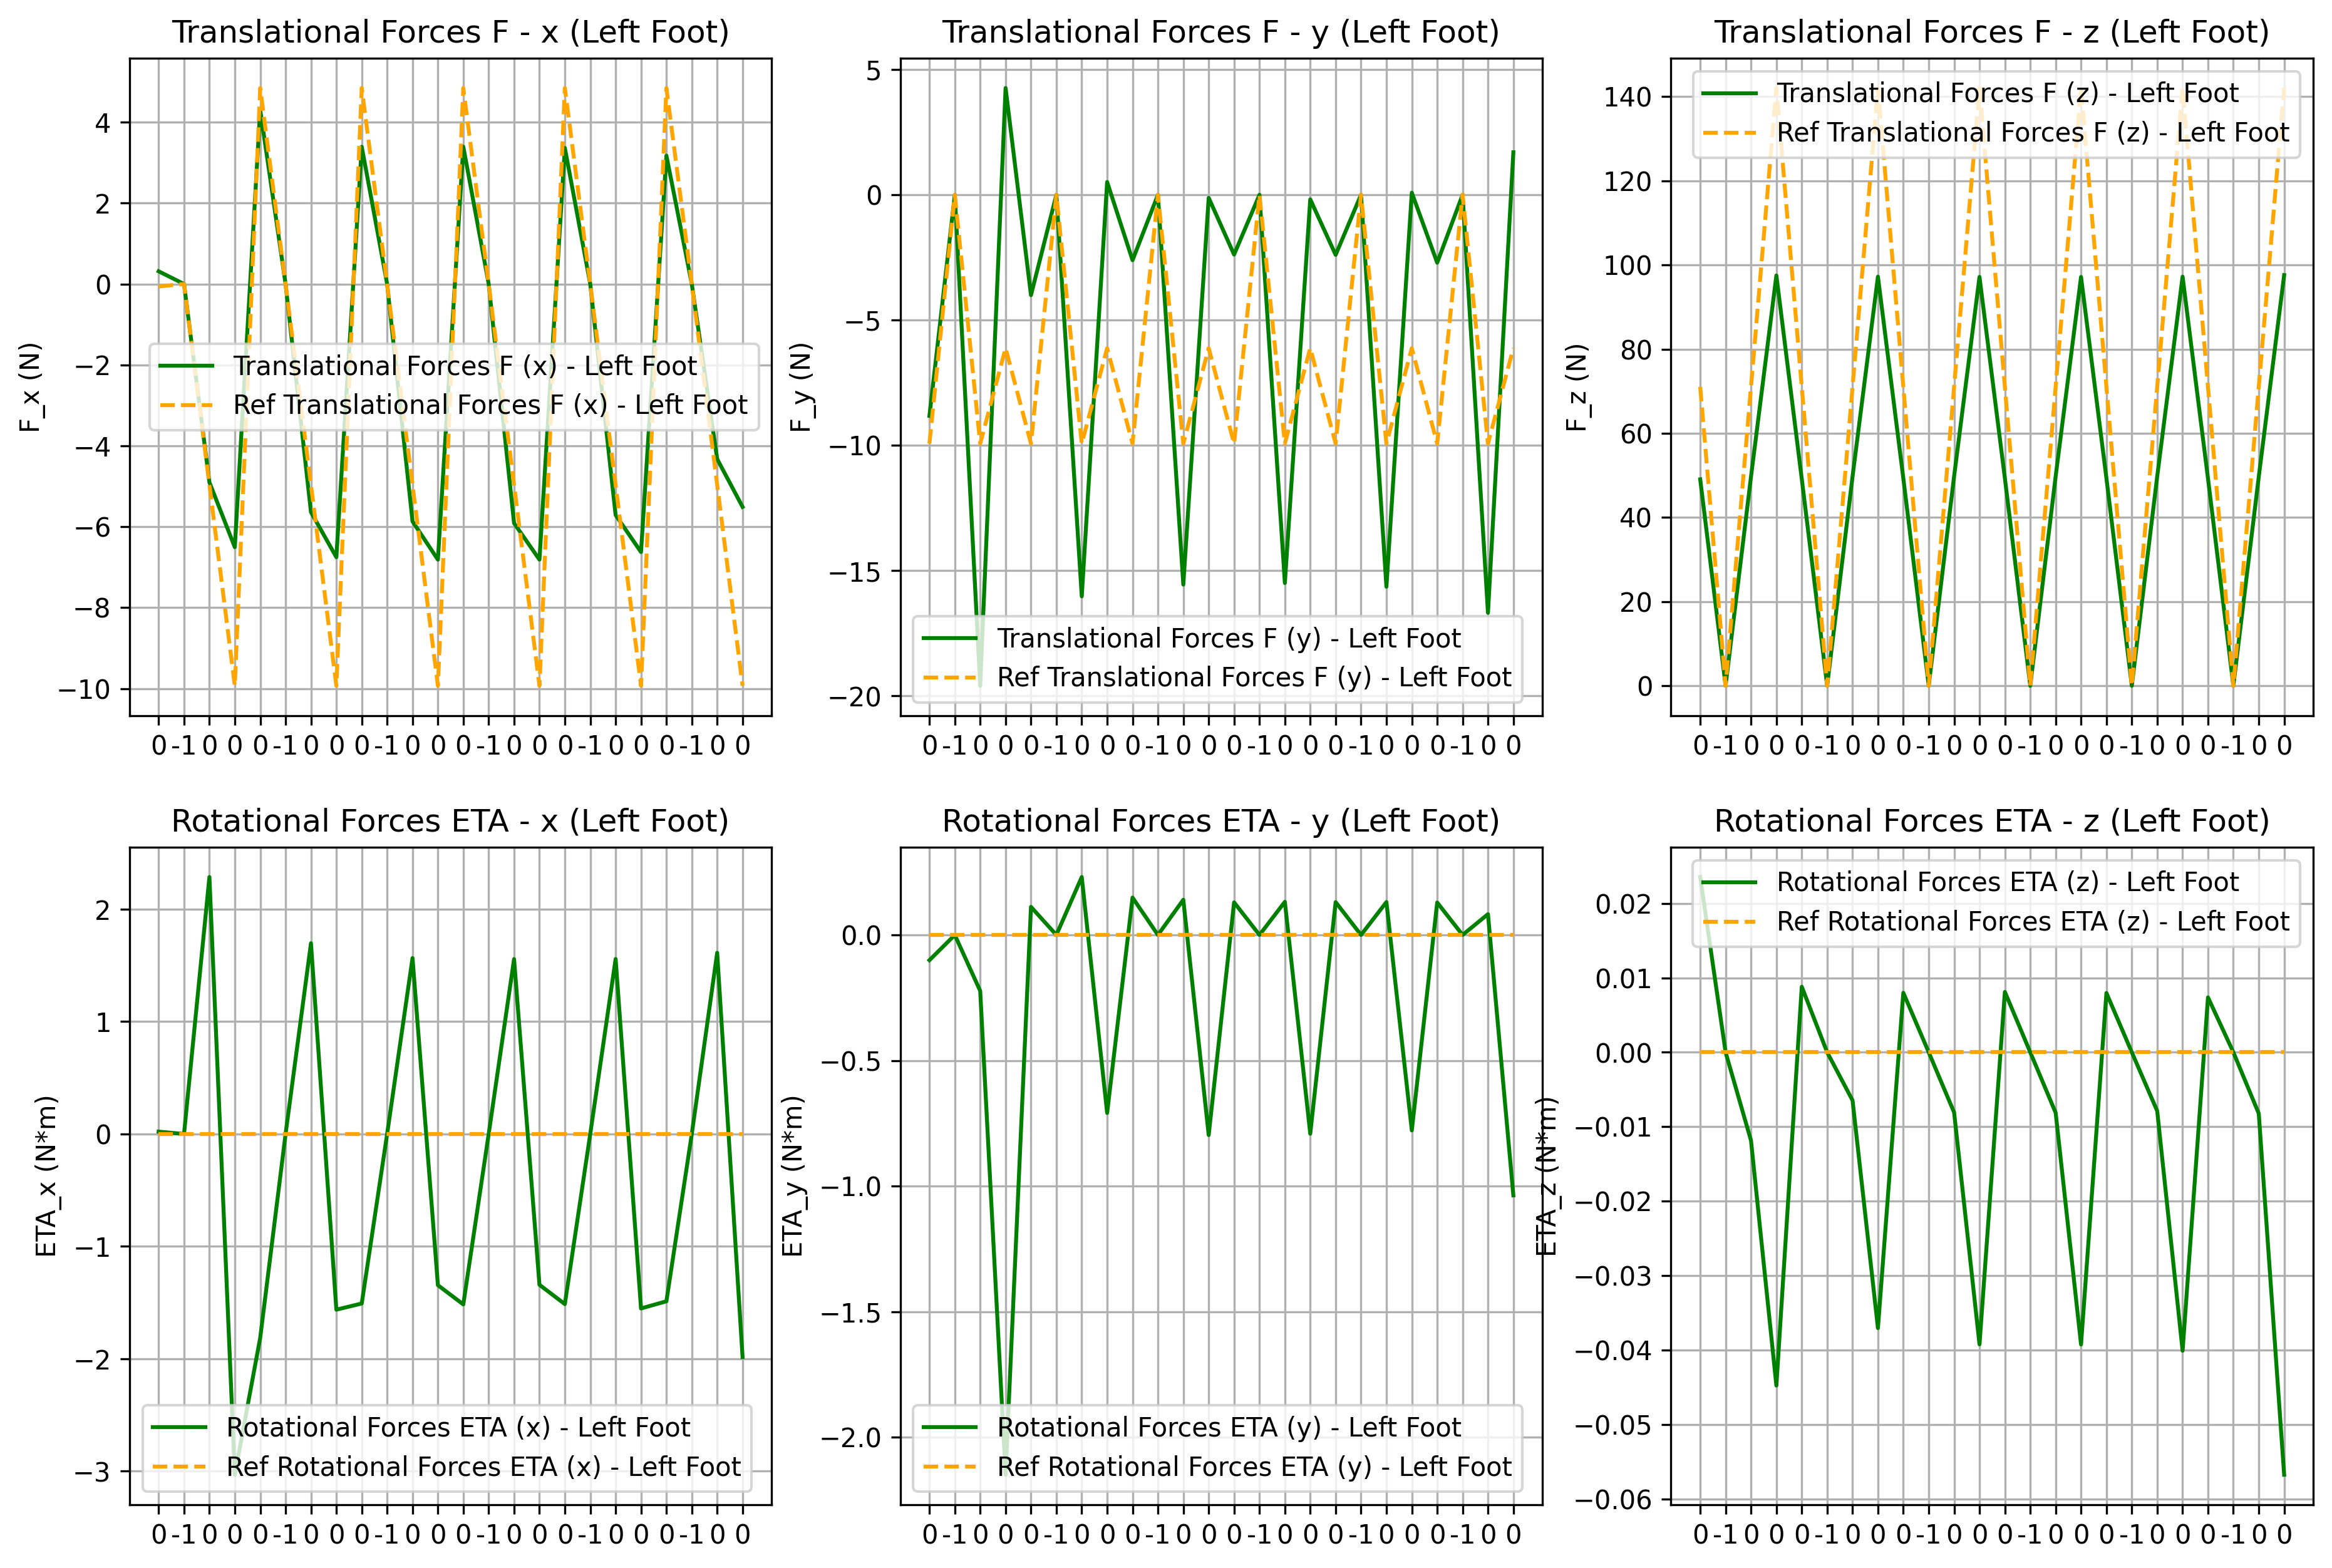 Translational Forces F - x (Left Foot)
Translational Forces F - y (Left Foot)
Translational Forces F - z (Left Foot)
4
2
0
−2
−4
−6
−8
−10
F_x (N)
Translational Forces F (x) - Left Foot
Ref Translational Forces F (x) - Left Foot
0 -1 0 0 0 -1 0 0 0 -1 0 0 0 -1 0 0 0 -1 0 0 0 -1 0 0
5
0
−5
−10
−15
−20
F_y (N)
Translational Forces F (y) - Left Foot
Ref Translational Forces F (y) - Left Foot
0 -1 0 0 0 -1 0 0 0 -1 0 0 0 -1 0 0 0 -1 0 0 0 -1 0 0
140
120
100
80
60
40
20
0
F_z (N)
Translational Forces F (z) - Left Foot
Ref Translational Forces F (z) - Left Foot
0 -1 0 0 0 -1 0 0 0 -1 0 0 0 -1 0 0 0 -1 0 0 0 -1 0 0
Rotational Forces ETA - x (Left Foot)
Rotational Forces ETA - y (Left Foot)
Rotational Forces ETA - z (Left Foot)
2
1
0
−1
−2
−3
ETA_x (N*m)
Rotational Forces ETA (x) - Left Foot
Ref Rotational Forces ETA (x) - Left Foot
0 -1 0 0 0 -1 0 0 0 -1 0 0 0 -1 0 0 0 -1 0 0 0 -1 0 0
0.0
−0.5
−1.0
−1.5
−2.0
ETA_y (N*m)
Rotational Forces ETA (y) - Left Foot
Ref Rotational Forces ETA (y) - Left Foot
0 -1 0 0 0 -1 0 0 0 -1 0 0 0 -1 0 0 0 -1 0 0 0 -1 0 0
0.02
0.01
0.00
−0.01
−0.02
−0.03
−0.04
−0.05
−0.06
ETA_z (N*m)
Rotational Forces ETA (z) - Left Foot
Ref Rotational Forces ETA (z) - Left Foot
0 -1 0 0 0 -1 0 0 0 -1 0 0 0 -1 0 0 0 -1 0 0 0 -1 0 0